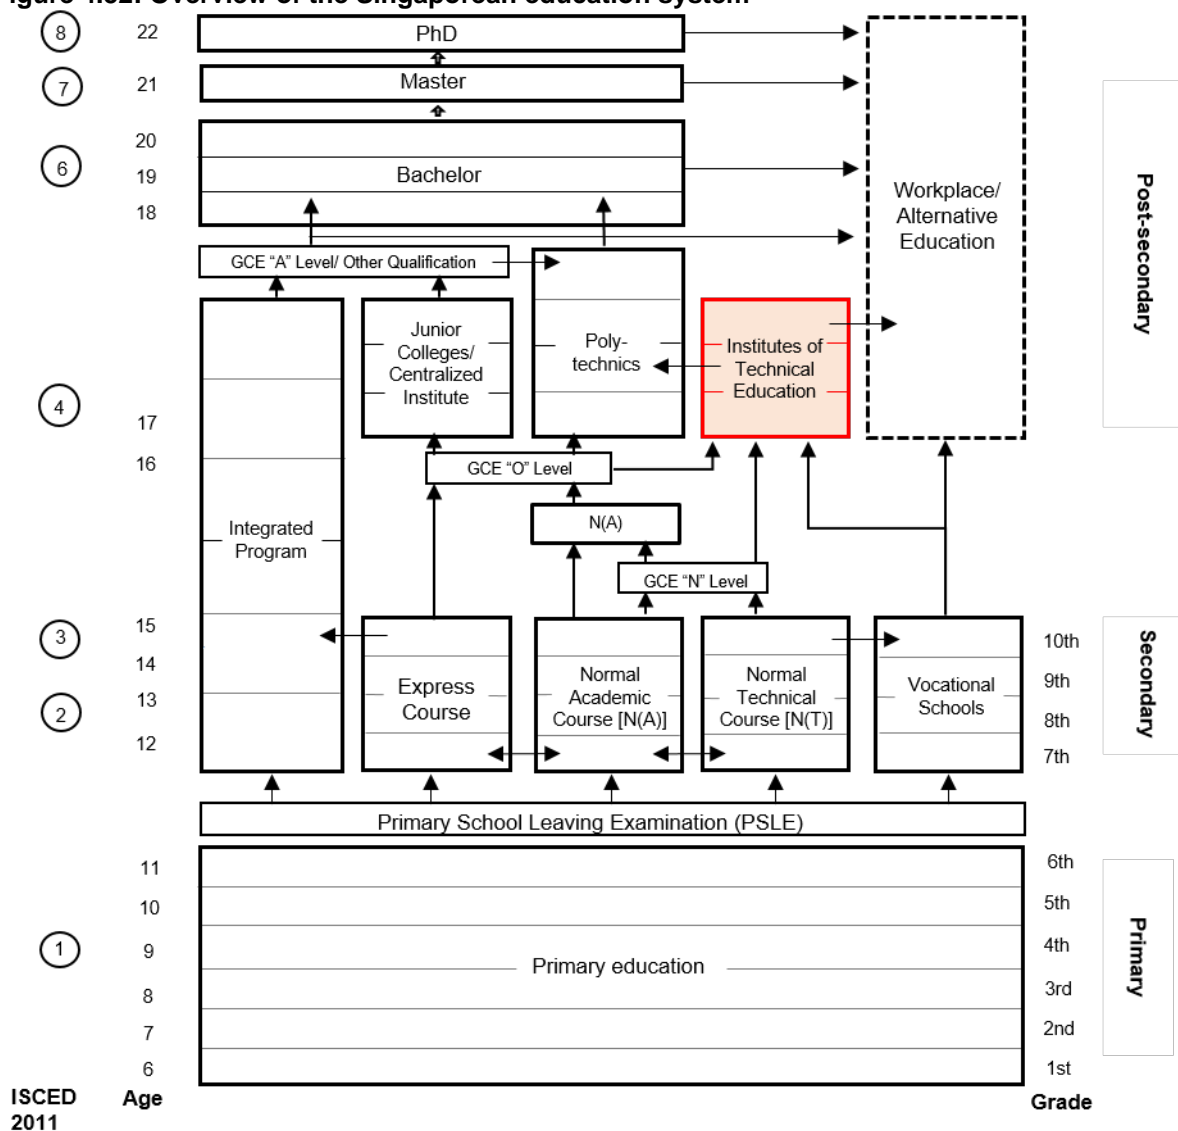 igure 4.32: Overview of the Singaporean education system
8
22
PhD
7
21
Master
6
20
19
18
Bachelor
Workplace/
Alternative
Education
Post-secondary
GCE “A” Level/ Other Qualification
Junior
Colleges/
Centralized
Institute
Poly-
technics
Institutes of
Technical
Education
4
17
16
GCE “O” Level
N(A)
GCE “N” Level
Integrated
Program
3
2
15
14
13
12
Express
Course
Normal
Academic
Course [N(A)]
Normal
Technical
Course [N(T)]
Vocational
Schools
10th
9th
8th
7th
Secondary
Primary School Leaving Examination (PSLE)
1
11
10
9
8
7
6
Primary education
6th
5th
4th
3rd
2nd
1st
Primary
ISCED
2011
Age
Grade